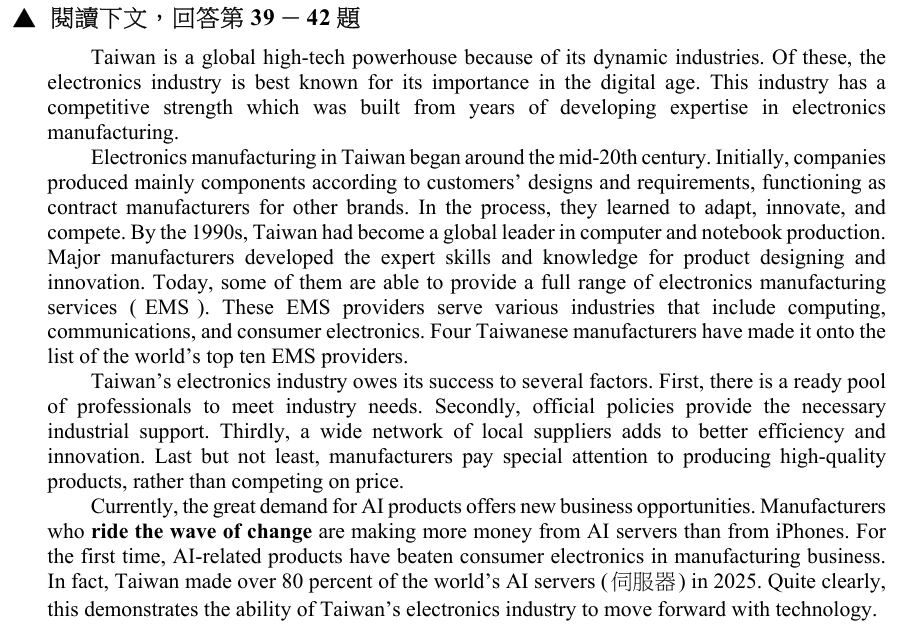 ▲ 閱讀下文，回答第 39 － 42 題
Taiwan is a global high-tech powerhouse because of its dynamic industries. Of these, the
electronics industry is best known for its importance in the digital age. This industry has a
competitive strength which was built from years of developing expertise in electronics
manufacturing.
Electronics manufacturing in Taiwan began around the mid-20th century. Initially, companies
produced mainly components according to customers’ designs and requirements, functioning as
contract manufacturers for other brands. In the process, they learned to adapt, innovate, and
compete. By the 1990s, Taiwan had become a global leader in computer and notebook production.
Major manufacturers developed the expert skills and knowledge for product designing and
innovation. Today, some of them are able to provide a full range of electronics manufacturing
services ( EMS ). These EMS providers serve various industries that include computing,
communications, and consumer electronics. Four Taiwanese manufacturers have made it onto the
list of the world’s top ten EMS providers.
Taiwan’s electronics industry owes its success to several factors. First, there is a ready pool
of professionals to meet industry needs. Secondly, official policies provide the necessary
industrial support. Thirdly, a wide network of local suppliers adds to better efficiency and
innovation. Last but not least, manufacturers pay special attention to producing high-quality
products, rather than competing on price.
Currently, the great demand for AI products offers new business opportunities. Manufacturers
who ride the wave of change are making more money from AI servers than from iPhones. For
the first time, AI-related products have beaten consumer electronics in manufacturing business.
In fact, Taiwan made over 80 percent of the world’s AI servers (伺服器) in 2025. Quite clearly,
this demonstrates the ability of Taiwan’s electronics industry to move forward with technology.